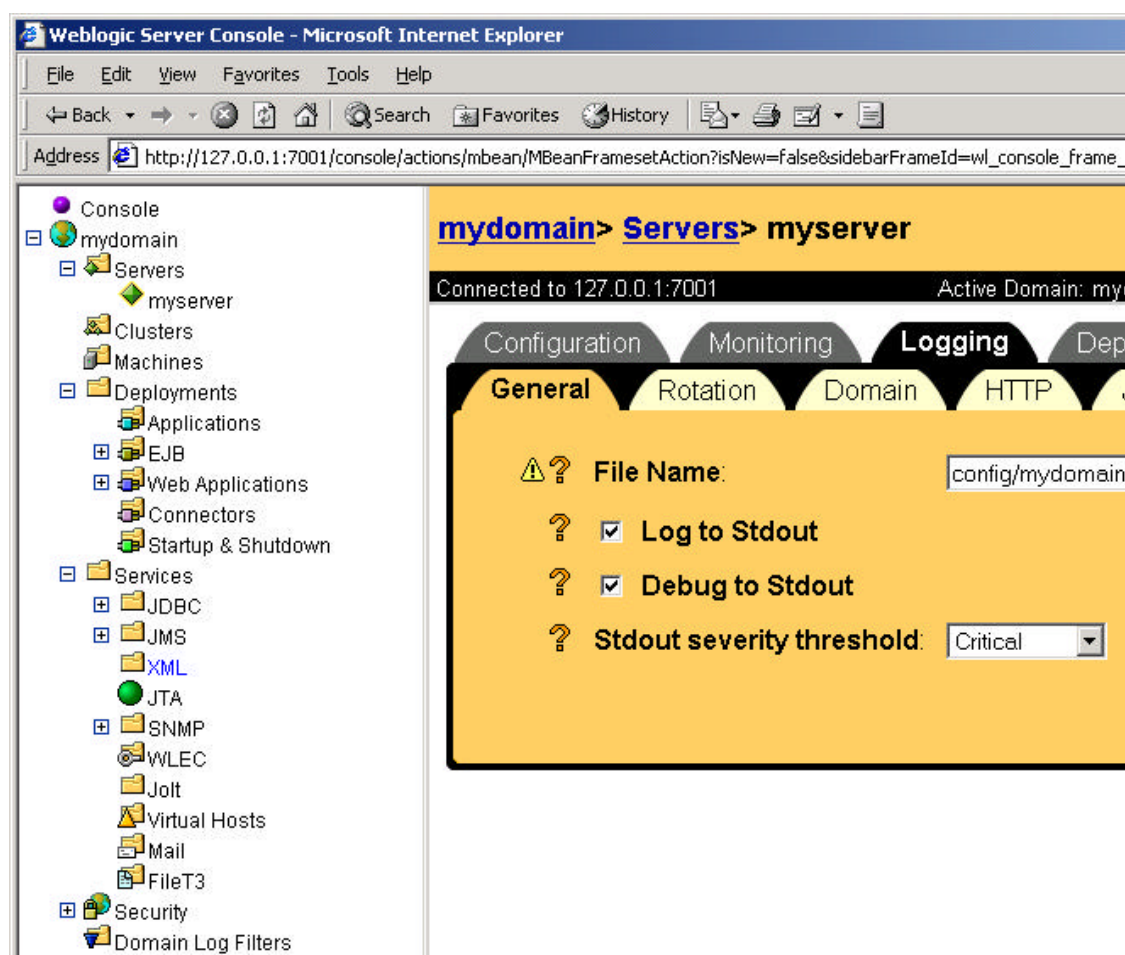 Weblogic Server Console - Microsoft Internet Explorer
File Edit View Favorites Tools Help
Back Search Favorites History
Address http://127.0.0.1:7001/console/actions/mbean/MBeanFramesetAction?isNew=false&sidebarFrameId=wl_console_frame_
Console
mydomain
Servers
myserver
Clusters
Machines
Deployments
Applications
EJB
Web Applications
Connectors
Startup & Shutdown
Services
JDBC
JMS
XML
JTA
SNMP
WLEC
Jolt
Virtual Hosts
Mail
FileT3
Security
Domain Log Filters
mydomain> Servers> myserver
Connected to 127.0.0.1:7001 Active Domain: my
Configuration Monitoring Logging Dep
General Rotation Domain HTTP
File Name: config/mydomain
Log to Stdout
Debug to Stdout
Stdout severity threshold: Critical